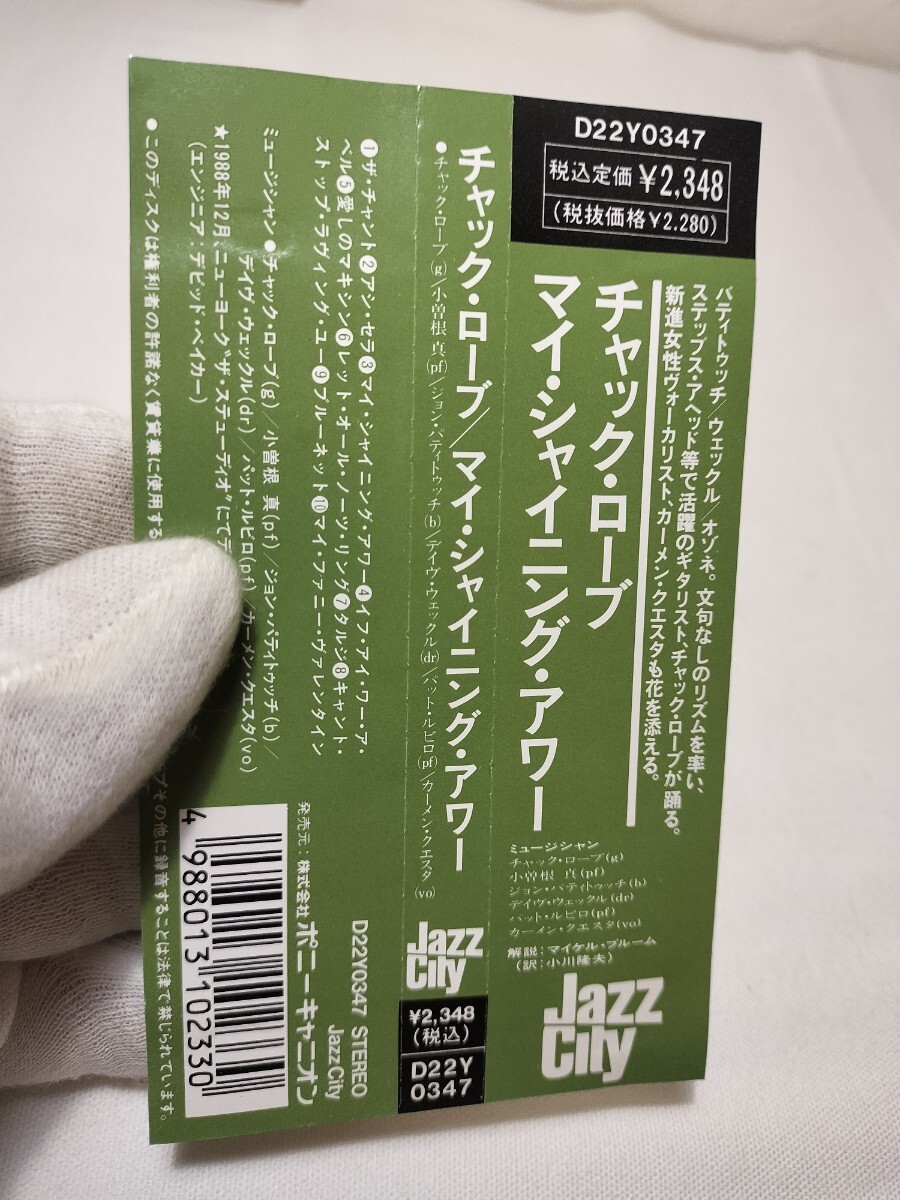 D22Y0347
税込定価 ¥2,348
(税抜価格¥2.280)
パティトゥッチ/ウェックル/オゾネ。文句なしのリズムを率い、
ステップス・アヘッド等で活躍のギタリスト、チャック・ローブが踊る。
新進女性ヴォーカリスト、カーメン・クエスタも花を添える。
チャック・ローブ
マイ・シャイニング・アワー
ミュージシャン
チャック・ローブ(g)
小曽根 真(pf)
ジョン・パティトゥッチ(b)
デイヴ・ウェックル(dr)
パット・ルビロ(pf)
カーメン・クエスタ(vo)
解説:マイケル・ブルーム
(訳:小川隆夫)
Jazz
City
チャック・ローブ/マイ・シャイニング・アワー
●チャック・ローブ(g)/小曽根 真(pf)/ジョン・パティトゥッチ(b)/デイヴ・ウェックル(dr)/パット・ルビロ(pf)/カーメン・クエスタ(vo)
Jazz
City
¥2,348
(税込)
D22Y
0347
①ザ・チャント②アシ・セラ③マイ・シャイニング・アワー④イフ・アイ・ワー・ア・
ベル⑤愛しのマキシン⑥レット・オール・ノーツ・リング⑦タルジ⑧キャント・
ストップ・ラヴィング・ユー⑨ブルーネット⑩マイ・ファニー・ヴァレンタイン
ミュージシャン●チャック・ローブ(g)/小曽根 真(pf)/ジョン・パティトゥッチ(b)/
デイヴ・ウェックル(dr)/パット・ルビロ(pf)/カーメン・クエスタ(vo)
★1988年12月、ニューヨーク“ザ・ステューディオ”にてデ
(エンジニア:デビッド・ベイカー)
●このディスクは権利者の許諾なく賃貸業に使用する
プその他に録音することは法律で禁じられています。
4 988013 102330
発売元:株式会社ポニーキャニオン
D22Y0347 STEREO
Jazz City